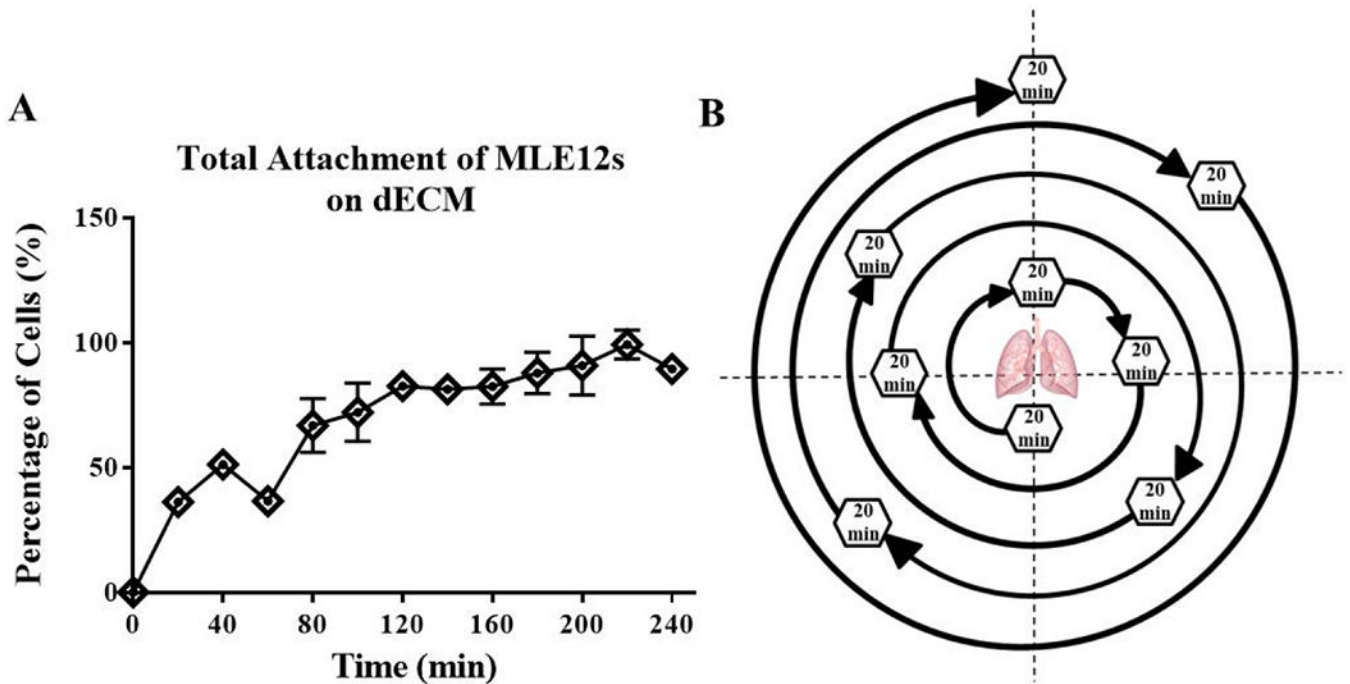 A
Total Attachment of MLE12s
on dECM
Percentage of Cells (%)
150
100
50
0
0
40
80
120
160
200
240
Time (min)
B
20
min
20
min
20
min
20
min
20
min
20
min
20
min
20
min
20
min